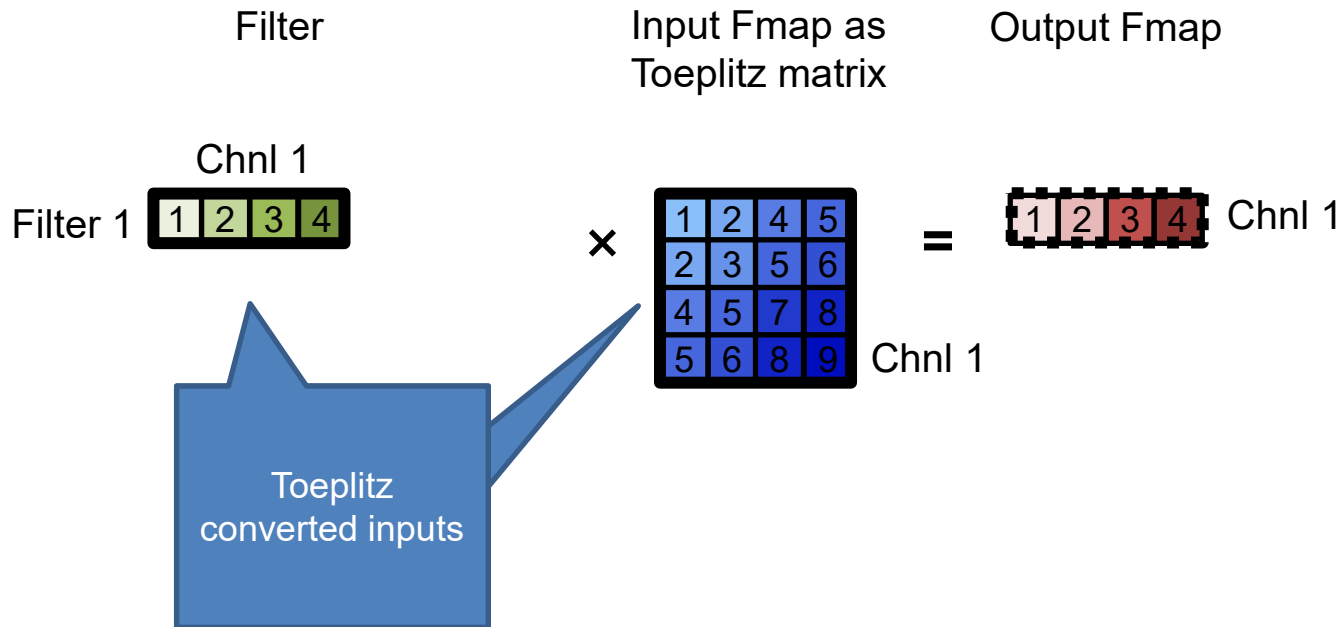 Filter
Input Fmap as
Toeplitz matrix
Output Fmap
Chnl 1
Filter 1
1 2 3 4
×
1 2 4 5
2 3 5 6
4 5 7 8
5 6 8 9
Chnl 1
=
1 2 3 4
Chnl 1
Toeplitz
converted inputs